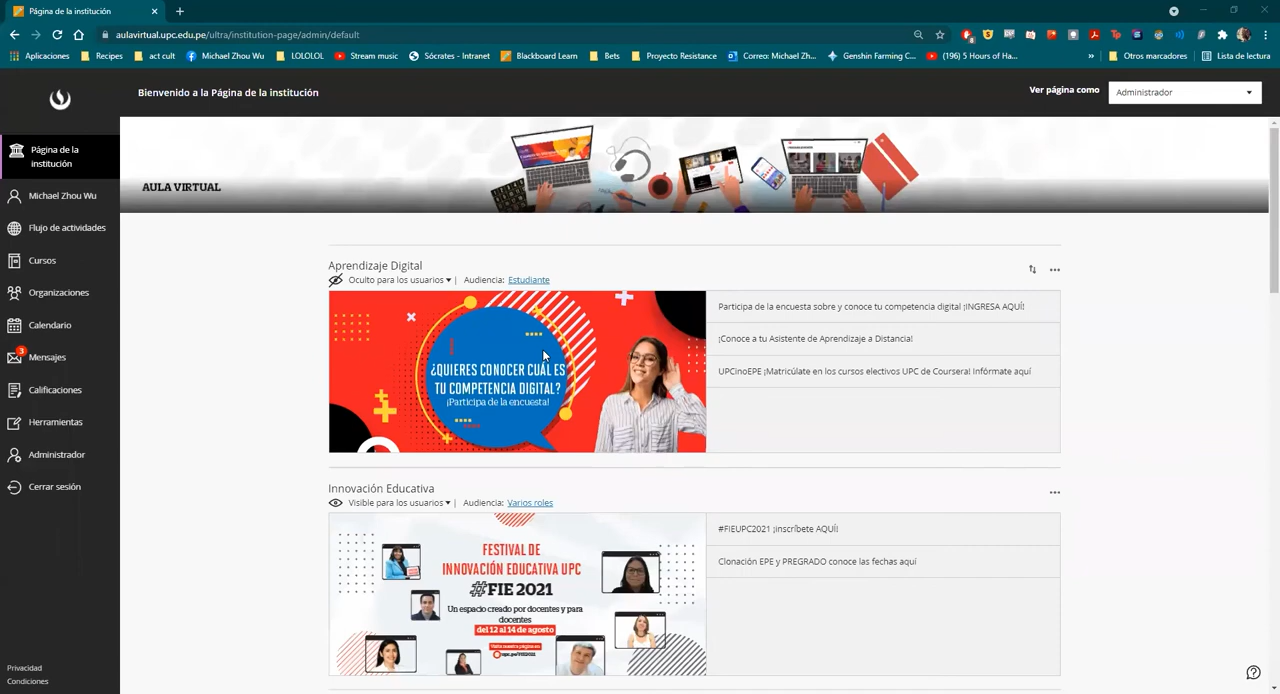 Página de la institución
aulavirtual.upc.edu.pe/ultra/institution-page/admin/default
Aplicaciones
Recipes
act cult
Michael Zhou Wu
LOLOLOL
Stream music
Sócrates - Intranet
Blackboard Learn
Bets
Proyecto Resistance
Correo: Michael Zh...
Genshin Farming C...
(196) 5 Hours of Ha...
»
Otros marcadores
Lista de lectura
Bienvenido a la Página de la institución
Ver página como
Administrador
Página de la
institución
Michael Zhou Wu
Flujo de actividades
Cursos
Organizaciones
Calendario
3
Mensajes
Calificaciones
Herramientas
Administrador
Cerrar sesión
Privacidad
Condiciones
AULA VIRTUAL
Aprendizaje Digital
Oculto para los usuarios | Audiencia: Estudiante
¿QUIERES CONOCER CUÁL ES
TU COMPETENCIA DIGITAL?
¡Participa de la encuesta!
Participa de la encuesta sobre y conoce tu competencia digital ¡INGRESA AQUÍ!
¡Conoce a tu Asistente de Aprendizaje a Distancia!
UPCinoEPE ¡Matricúlate en los cursos electivos UPC de Coursera! Infórmate aquí
Innovación Educativa
Visible para los usuarios | Audiencia: Varios roles
FESTIVAL DE
INNOVACIÓN EDUCATIVA UPC
#FIE 2021
Un espacio creado por docentes y para
docentes
del 12 al 14 de agosto
#FIEUPC2021 ¡inscríbete AQUÍ!
Clonación EPE y PREGRADO conoce las fechas aquí